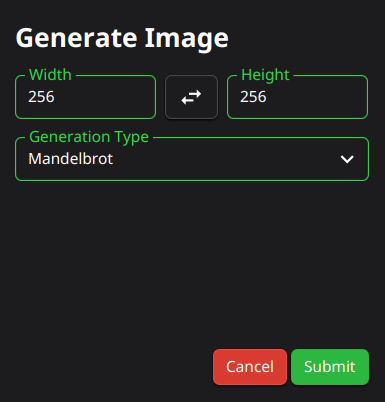 Generate Image
Width Height
256 256
Generation Type
Mandelbrot
Cancel Submit